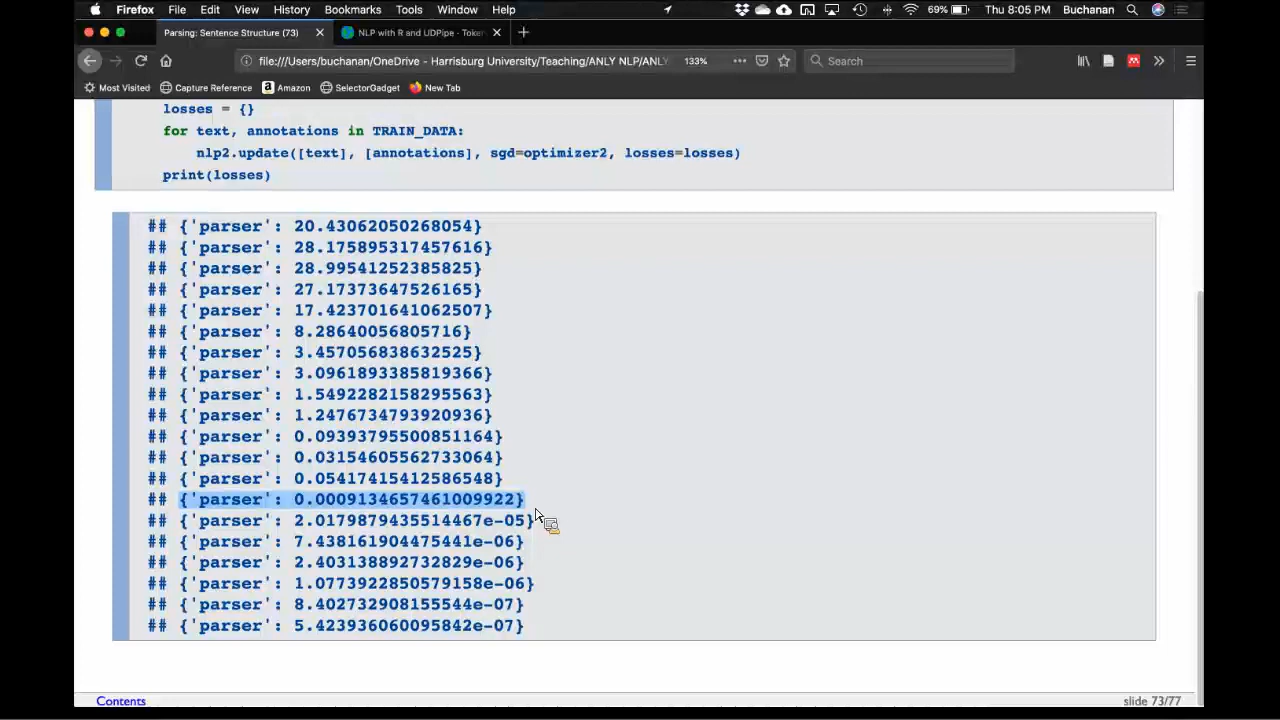 Firefox File Edit View History Bookmarks Tools Window Help 69% Thu 8:05 PM Buchanan
Parsing: Sentence Structure (73) NLP with R and UDPipe - Token
file:///Users/buchanan/OneDrive - Harrisburg University/Teaching/ANLY NLP/ANLY 133% Search
Most Visited Capture Reference Amazon SelectorGadget New Tab
losses = {}
for text, annotations in TRAIN_DATA:
nlp2.update([text], [annotations], sgd=optimizer2, losses=losses)
print(losses)
## {'parser': 20.43062050268054}
## {'parser': 28.175895317457616}
## {'parser': 28.99541252385825}
## {'parser': 27.17373647526165}
## {'parser': 17.423701641062507}
## {'parser': 8.28640056805716}
## {'parser': 3.457056838632525}
## {'parser': 3.0961893385819366}
## {'parser': 1.5492282158295563}
## {'parser': 1.2476734793920936}
## {'parser': 0.09393795500851164}
## {'parser': 0.03154605562733064}
## {'parser': 0.05417415412586548}
## {'parser': 0.0009134657461009922}
## {'parser': 2.0179879435514467e-05}
## {'parser': 7.438161904475441e-06}
## {'parser': 2.403138892732829e-06}
## {'parser': 1.0773922850579158e-06}
## {'parser': 8.402732908155544e-07}
## {'parser': 5.423936060095842e-07}
Contents slide 73/77